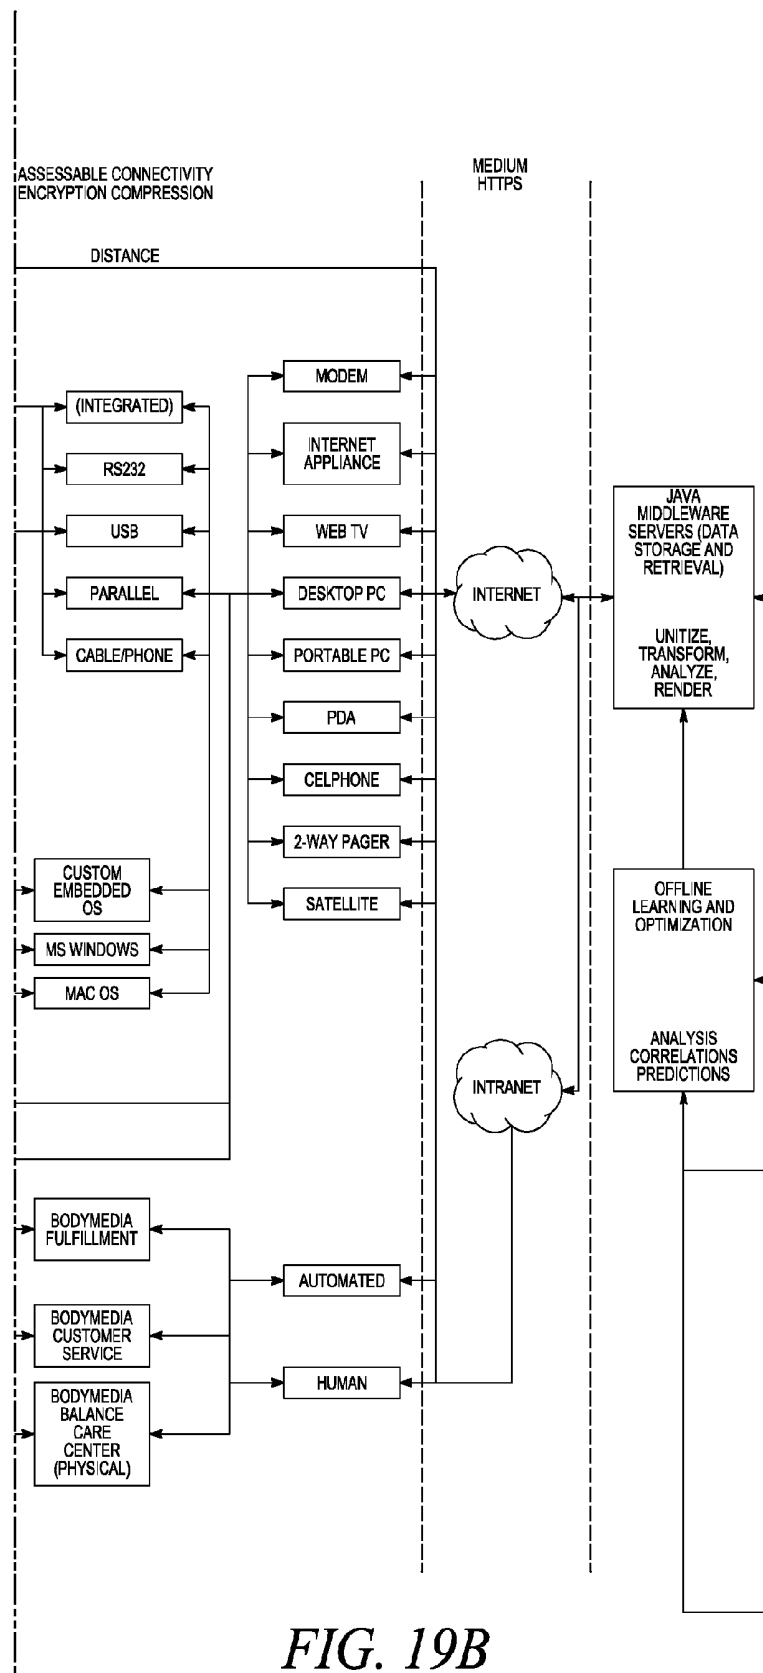 ASSESSABLE CONNECTIVITY
ENCRYPTION COMPRESSION
MEDIUM
HTTPS
DISTANCE
(INTEGRATED)
RS232
USB
PARALLEL
CABLE/PHONE
CUSTOM
EMBEDDED
OS
MS WINDOWS
MAC OS
BODYMEDIA
FULFILLMENT
BODYMEDIA
CUSTOMER
SERVICE
BODYMEDIA
BALANCE
CARE
CENTER
(PHYSICAL)
MODEM
INTERNET
APPLIANCE
WEB TV
DESKTOP PC
PORTABLE PC
PDA
CELPHONE
2-WAY PAGER
SATELLITE
AUTOMATED
HUMAN
INTERNET
INTRANET
JAVA
MIDDLEWARE
SERVERS (DATA
STORAGE AND
RETRIEVAL)
UNITIZE,
TRANSFORM,
ANALYZE,
RENDER
OFFLINE
LEARNING AND
OPTIMIZATION
ANALYSIS
CORRELATIONS
PREDICTIONS
FIG. 19B